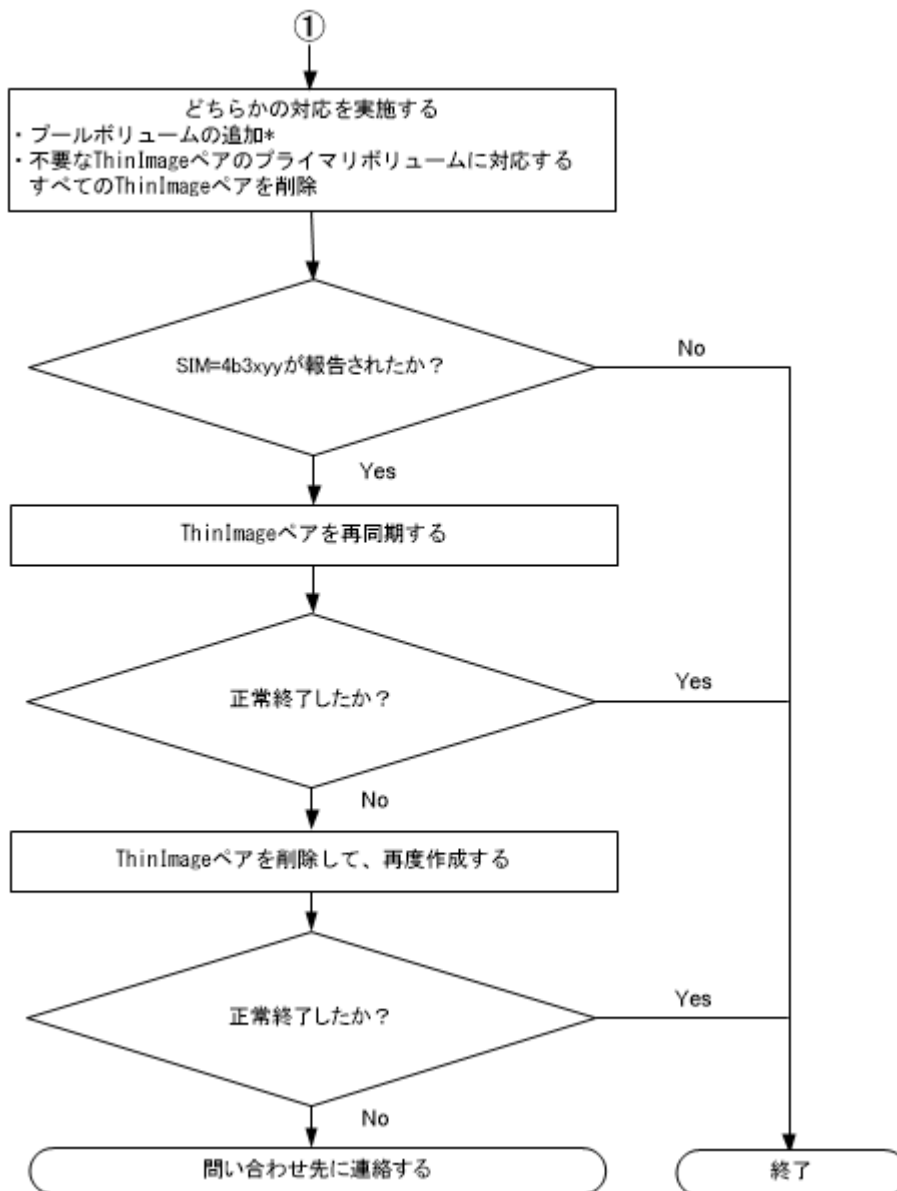 ①
どちらかの対応を実施する
・プールボリュームの追加*
・不要なThinImageペアのプライマリボリュームに対応する
すべてのThinImageペアを削除
SIM=4b3xyyが報告されたか？
No
Yes
ThinImageペアを再同期する
正常終了したか？
Yes
No
ThinImageペアを削除して、再度作成する
正常終了したか？
Yes
No
問い合わせ先に連絡する
終了